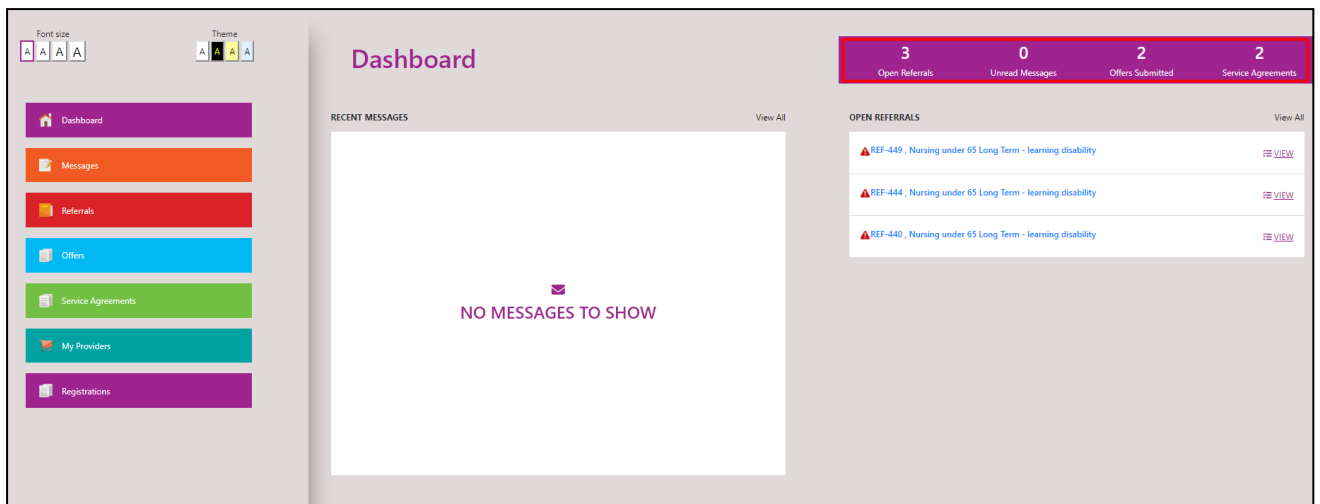 Font size
Theme
A A A A
A A A A
Dashboard
Messages
Referrals
Offers
Service Agreements
My Providers
Registrations
Dashboard
3
Open Referrals
0
Unread Messages
2
Offers Submitted
2
Service Agreements
RECENT MESSAGES
View All
NO MESSAGES TO SHOW
OPEN REFERRALS
View All
REF-449 , Nursing under 65 Long Term - learning disability
VIEW
REF-444 , Nursing under 65 Long Term - learning disability
VIEW
REF-440 , Nursing under 65 Long Term - learning disability
VIEW